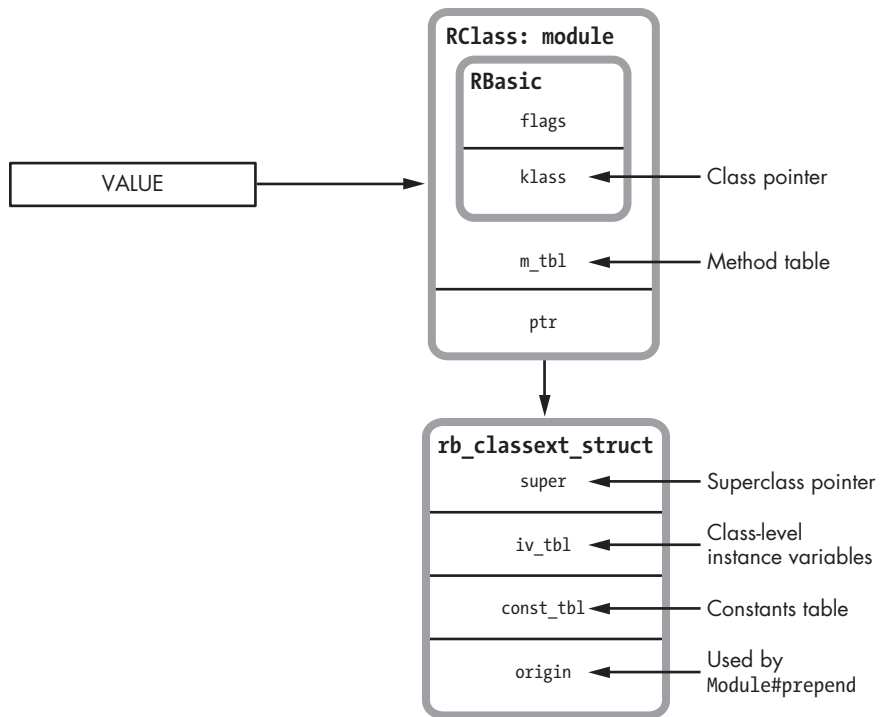 RClass: module
RBasic
flags
VALUE
klass
Class pointer
m_tbl
Method table
ptr
rb_classext_struct
super
Superclass pointer
iv_tbl
Class-level
instance variables
const_tbl
Constants table
origin
Used by
Module#prepend